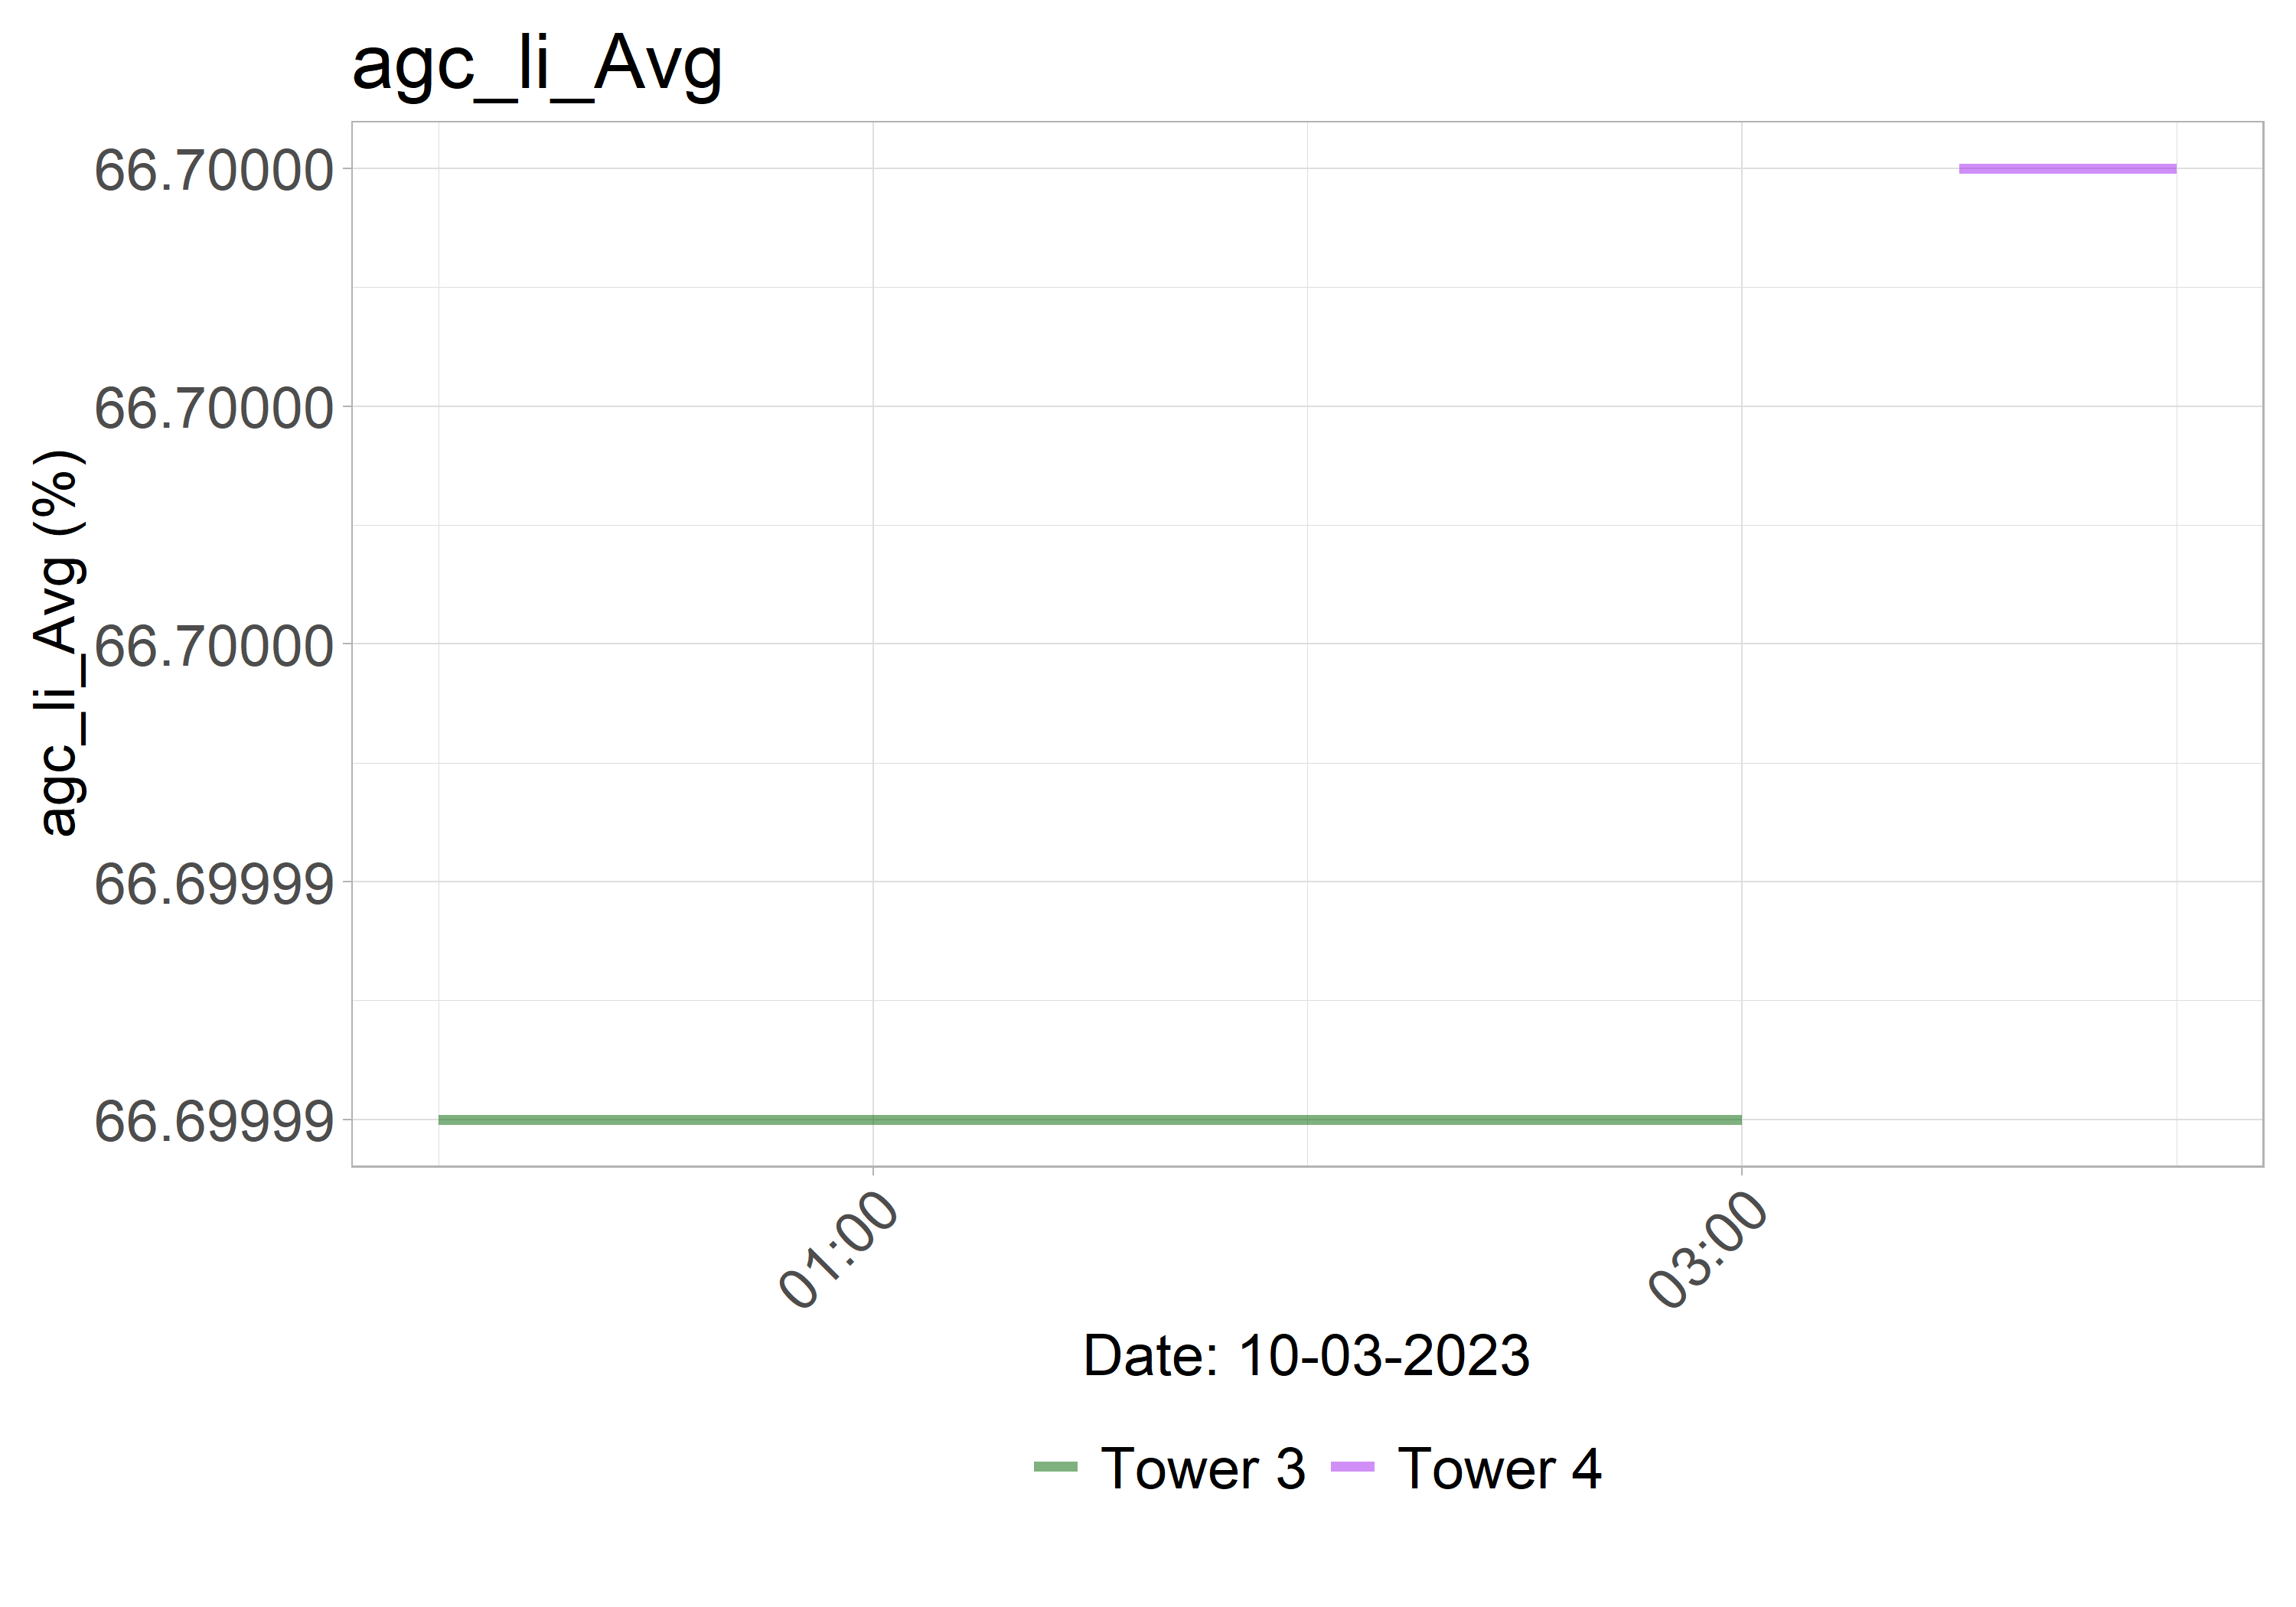 agc_li_Avg
66.70000
66.70000
66.70000
66.69999
66.69999
agc_li_Avg (%)
01:00
03:00
Date: 10-03-2023
Tower 3
Tower 4